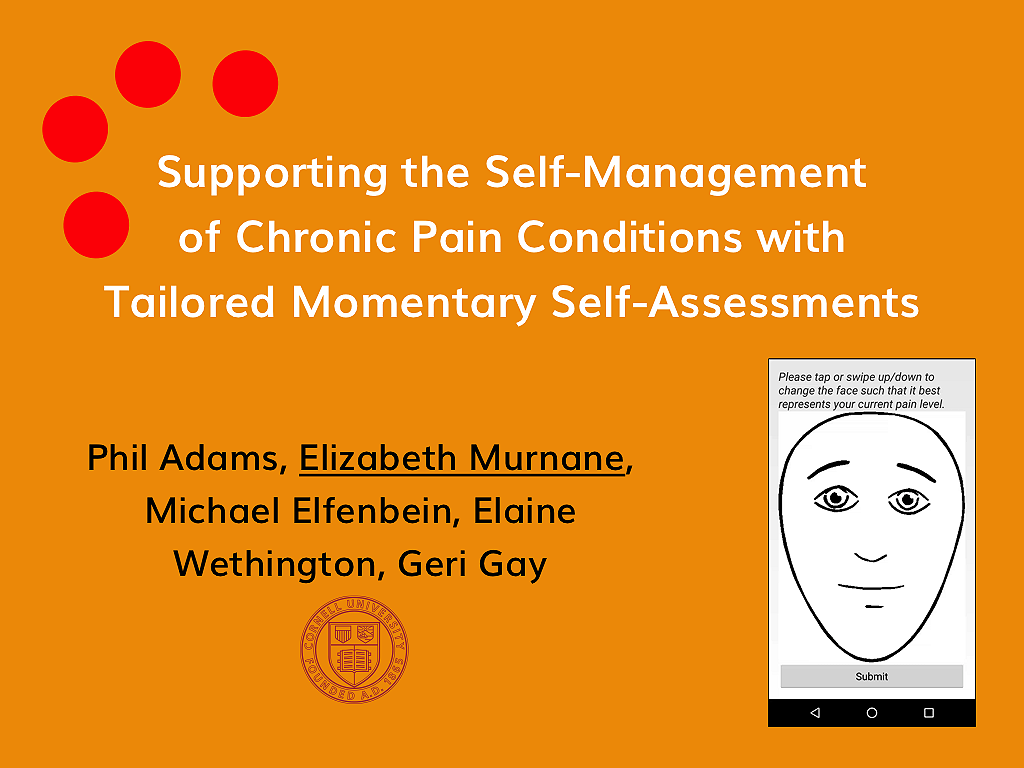 Supporting the Self-Management
of Chronic Pain Conditions with
Tailored Momentary Self-Assessments
Please tap or swipe up/down to
change the face such that it best
represents your current pain level.
Phil Adams, Elizabeth Murnane,
Michael Elfenbein, Elaine
Wethington, Geri Gay
CORNELL UNIVERSITY
FOUNDED A.D. 1865
Submit